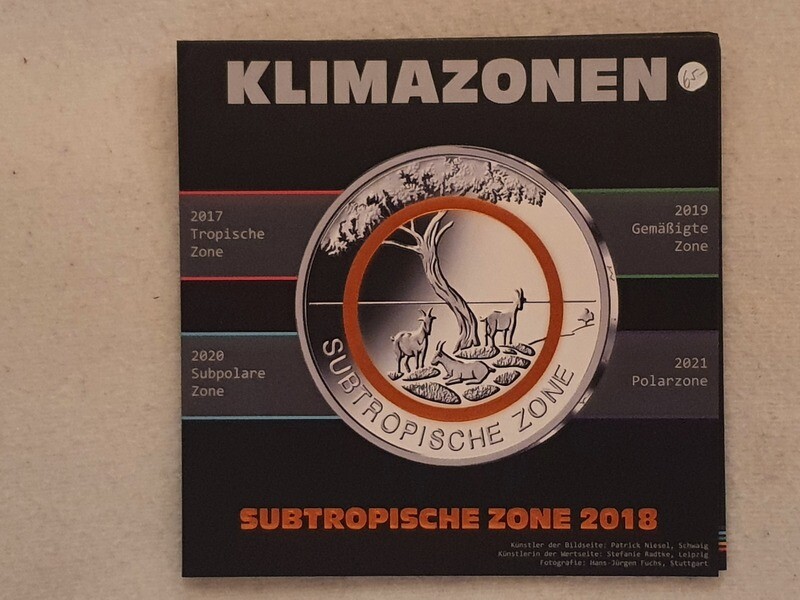 KLIMAZONEN
65,-
2017
Tropische
Zone
2019
Gemäßigte
Zone
2020
Subpolare
Zone
2021
Polarzone
SUBTROPISCHE ZONE
SUBTROPISCHE ZONE 2018
Künstler der Bildseite: Patrick Niesel, Schwaig
Künstlerin der Wertseite: Stefanie Radtke, Leipzig
Fotografie: Hans-Jürgen Fuchs, Stuttgart